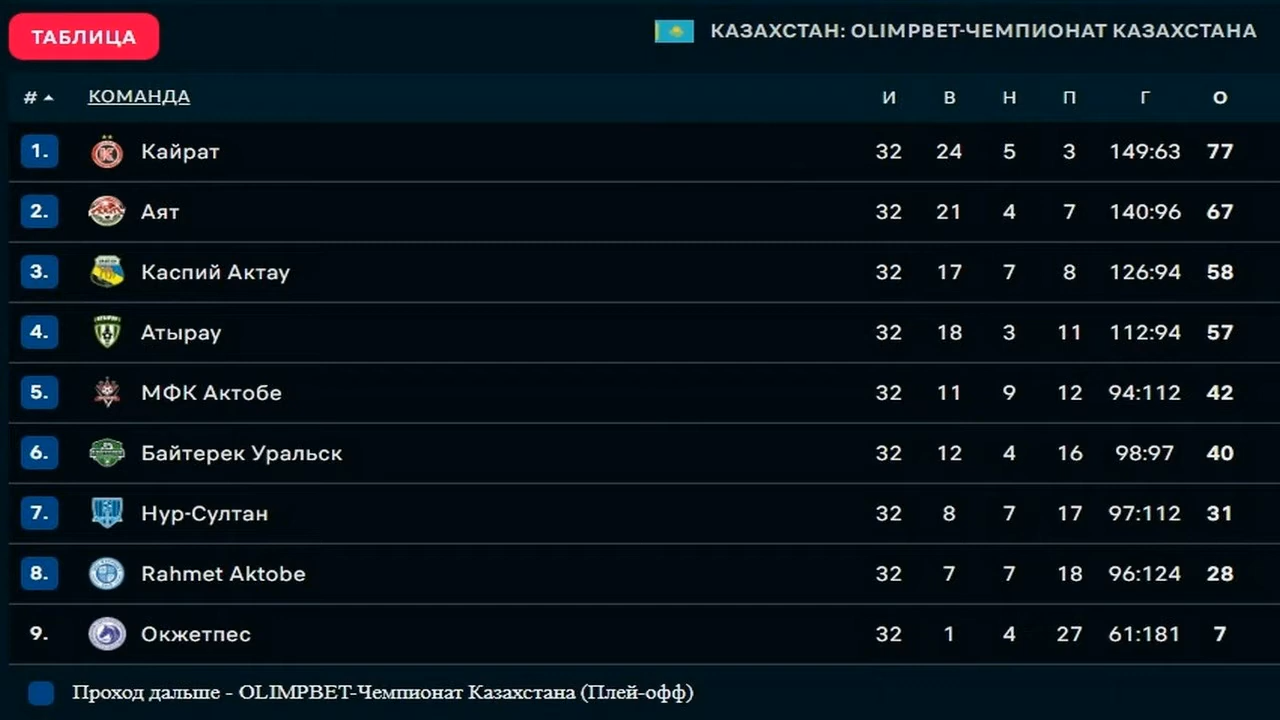 ТАБЛИЦА
КАЗАХСТАН: OLIMPBET-ЧЕМПИОНАТ КАЗАХСТАНА
# КОМАНДА И В Н П Г О
1. Кайрат 32 24 5 3 149:63 77
2. Аят 32 21 4 7 140:96 67
3. Каспий Актау 32 17 7 8 126:94 58
4. Атырау 32 18 3 11 112:94 57
5. МФК Актобе 32 11 9 12 94:112 42
6. Байтерек Уральск 32 12 4 16 98:97 40
7. Нур-Султан 32 8 7 17 97:112 31
8. Rahmet Aktobe 32 7 7 18 96:124 28
9. Окжетпес 32 1 4 27 61:181 7
Проход дальше - OLIMPBET-Чемпионат Казахстана (Плей-офф)